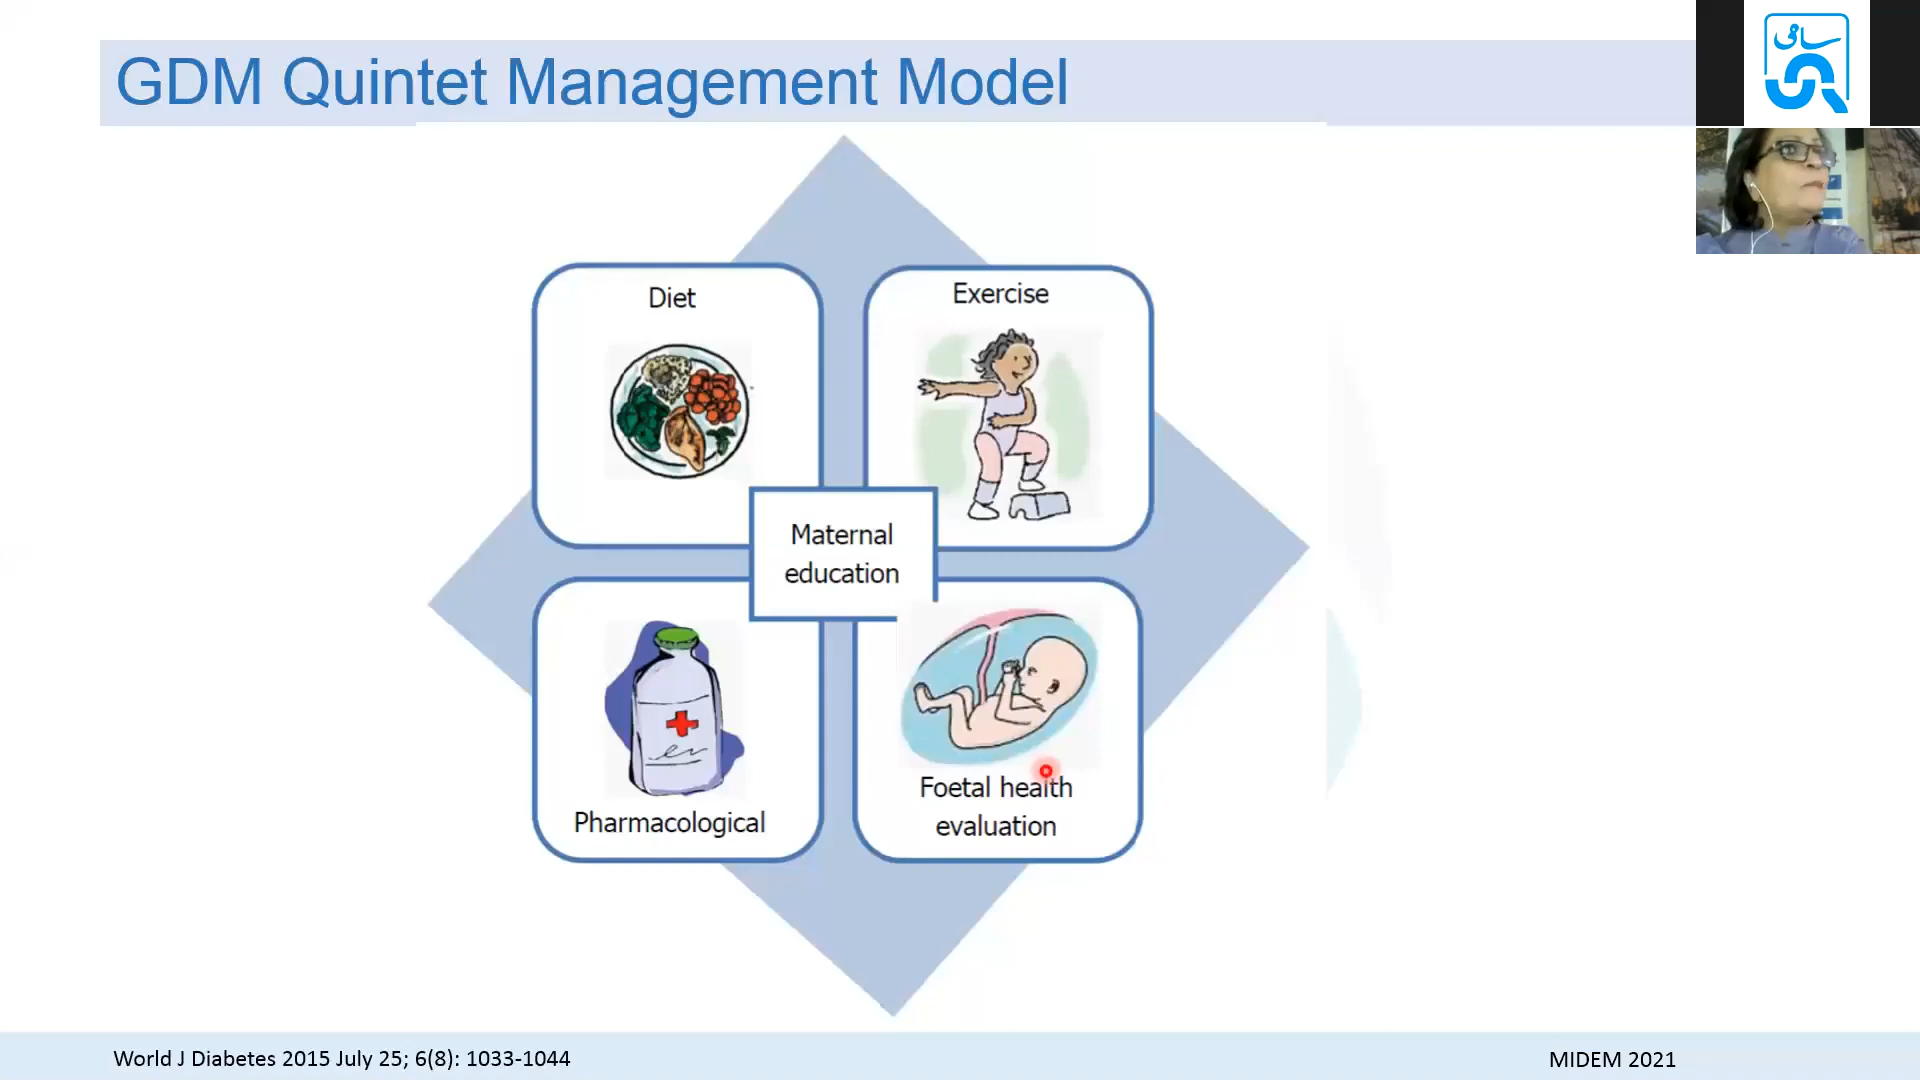 GDM Quintet Management Model
سامی
Diet
Exercise
Maternal
education
Pharmacological
Foetal health
evaluation
World J Diabetes 2015 July 25; 6(8): 1033-1044
MIDEM 2021